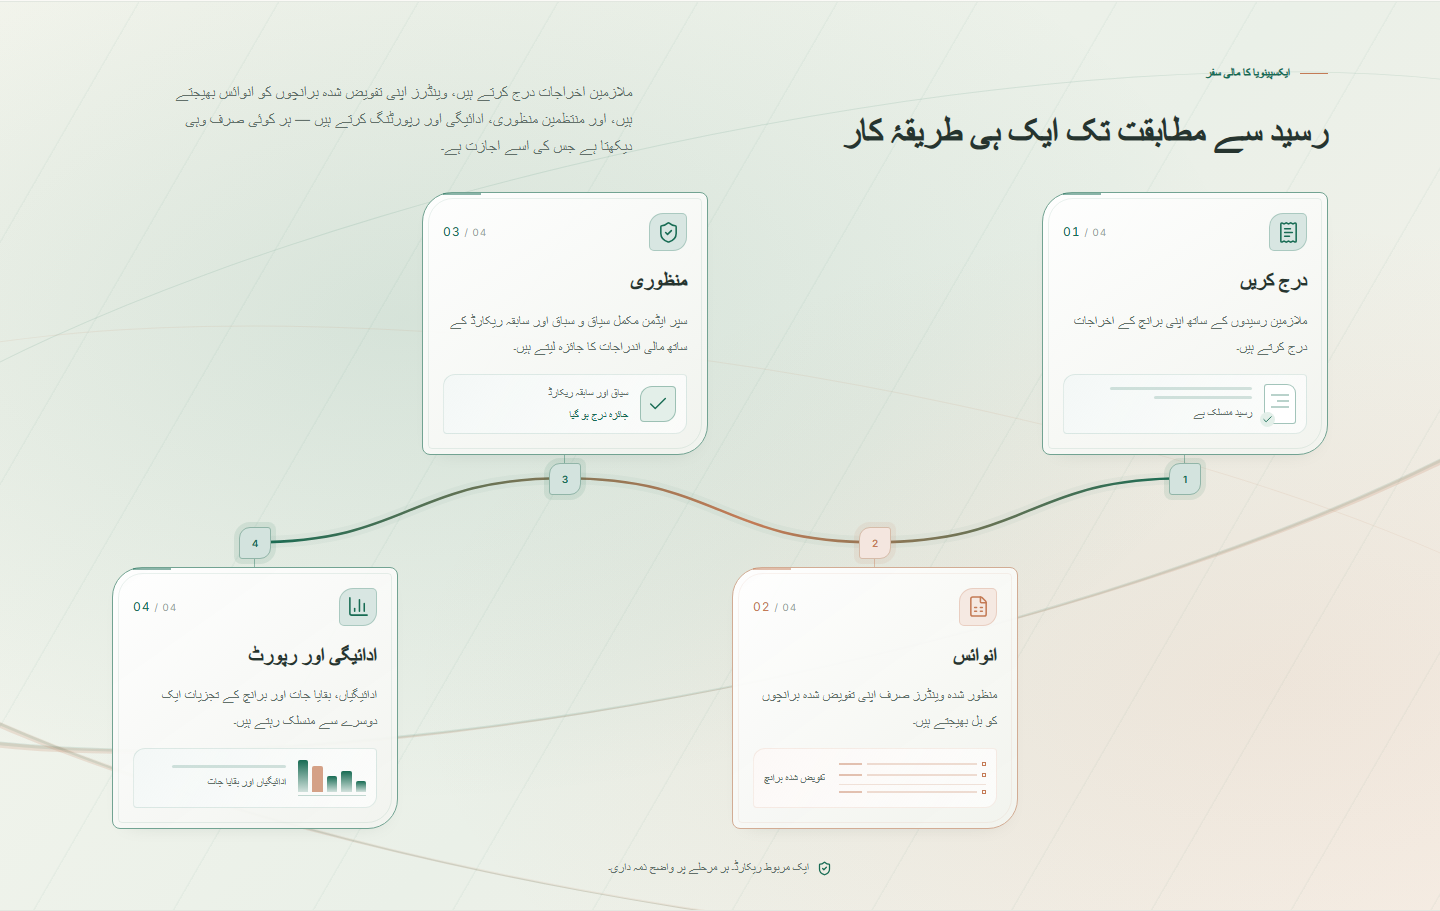 ایکسپینویا کا مالی سفر
رسید سے مطابقت تک ایک ہی طریقۂ کار
ملازمین اخراجات درج کرتے ہیں، وینڈرز اپنی تفویض شدہ برانچوں کو انوائس بھیجتے
ہیں، اور منتظمین منظوری، ادائیگی اور رپورٹنگ کرتے ہیں — ہر کوئی صرف وہی
دیکھتا ہے جس کی اسے اجازت ہے۔
01 / 04
درج کریں
ملازمین رسیدوں کے ساتھ اپنی برانچ کے اخراجات
درج کرتے ہیں۔
رسید منسلک ہے
1
02 / 04
انوائس
منظور شدہ وینڈرز صرف اپنی تفویض شدہ برانچوں
کو بل بھیجتے ہیں۔
تفویض شدہ برانچ
2
03 / 04
منظوری
سپر ایڈمن مکمل سیاق و سباق اور سابقہ ریکارڈ کے
ساتھ مالی اندراجات کا جائزہ لیتے ہیں۔
سیاق اور سابقہ ریکارڈ
جائزہ درج ہو گیا
3
04 / 04
ادائیگی اور رپورٹ
ادائیگیاں، بقایا جات اور برانچ کے تجزیات ایک
دوسرے سے منسلک رہتے ہیں۔
ادائیگیاں اور بقایا جات
4
ایک مربوط ریکارڈ۔ ہر مرحلے پر واضح ذمہ داری۔